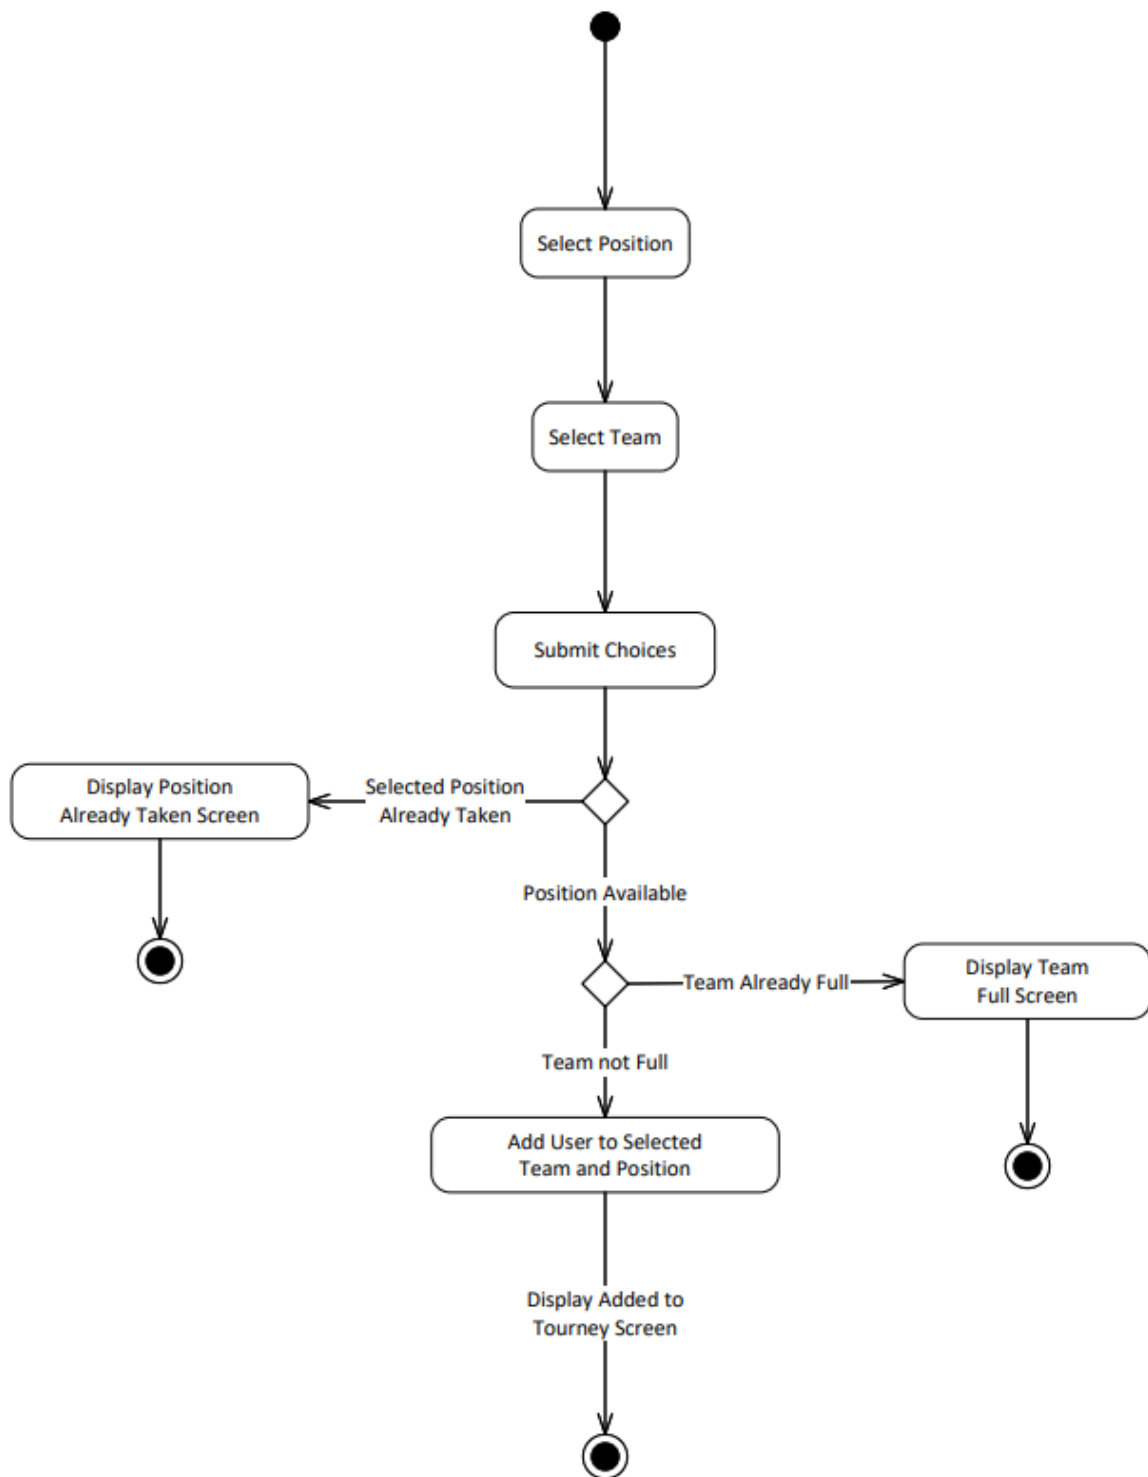 Select Position
Select Team
Submit Choices
Display Position
Already Taken Screen
Selected Position
Already Taken
Position Available
Team Already Full
Display Team
Full Screen
Team not Full
Add User to Selected
Team and Position
Display Added to
Tourney Screen